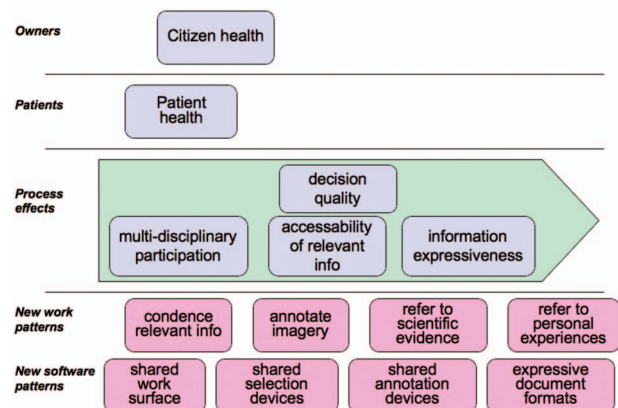 Owners
Citizen health
Patients
Patient
health
Process
effects
decision
quality
multi-disciplinary
participation
accessability
of relevant
info
information
expressiveness
New work
patterns
condence
relevant info
annotate
imagery
refer to
scientific
evidence
refer to
personal
experiences
New software
patterns
shared
work
surface
shared
selection
devices
shared
annotation
devices
expressive
document
formats